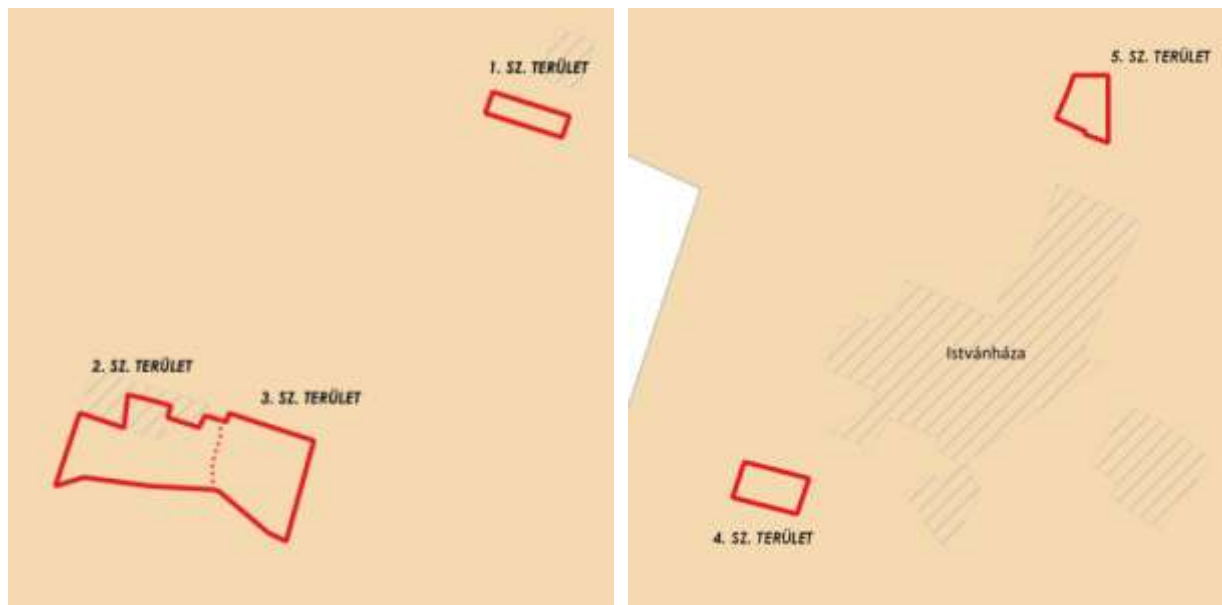 1. SZ. TERÜLET
2. SZ. TERÜLET
3. SZ. TERÜLET
5. SZ. TERÜLET
Istvánháza
4. SZ. TERÜLET